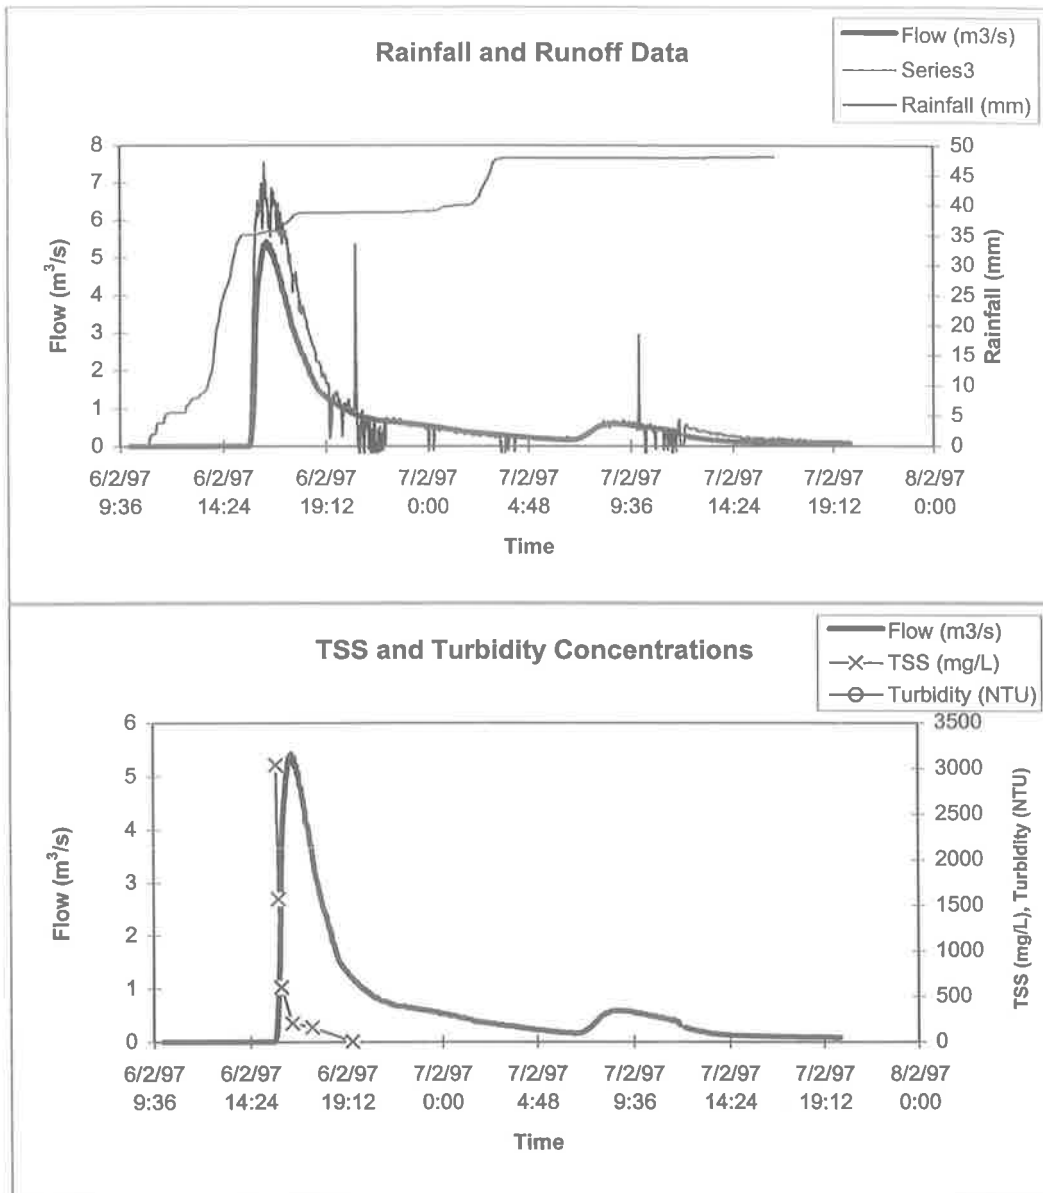 Rainfall and Runoff Data
Flow (m3/s)
Series3
Rainfall (mm)
8
7
6
5
4
3
2
1
0
Flow (m³/s)
50
45
40
35
30
25
20
15
10
5
0
Rainfall (mm)
6/2/97 6/2/97 6/2/97 7/2/97 7/2/97 7/2/97 7/2/97 7/2/97 8/2/97
9:36 14:24 19:12 0:00 4:48 9:36 14:24 19:12 0:00
Time
TSS and Turbidity Concentrations
Flow (m3/s)
TSS (mg/L)
Turbidity (NTU)
6
5
4
3
2
1
0
Flow (m³/s)
3500
3000
2500
2000
1500
1000
500
0
TSS (mg/L), Turbidity (NTU)
6/2/97 6/2/97 6/2/97 7/2/97 7/2/97 7/2/97 7/2/97 7/2/97 8/2/97
9:36 14:24 19:12 0:00 4:48 9:36 14:24 19:12 0:00
Time